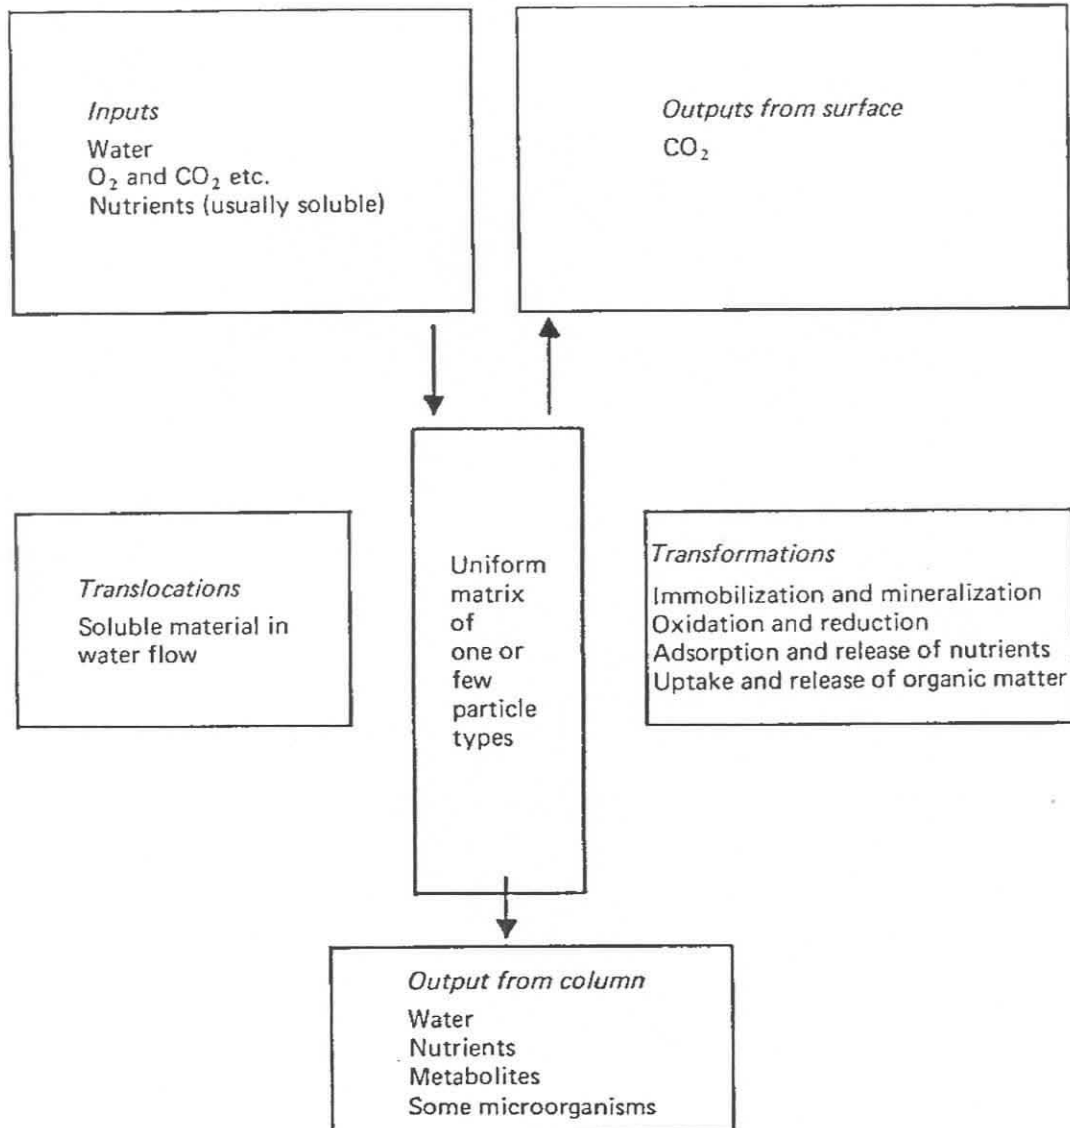 Inputs
Water
O₂ and CO₂ etc.
Nutrients (usually soluble)
Outputs from surface
CO₂
Translocations
Soluble material in
water flow
Uniform
matrix
of
one or
few
particle
types
Transformations
Immobilization and mineralization
Oxidation and reduction
Adsorption and release of nutrients
Uptake and release of organic matter
Output from column
Water
Nutrients
Metabolites
Some microorganisms